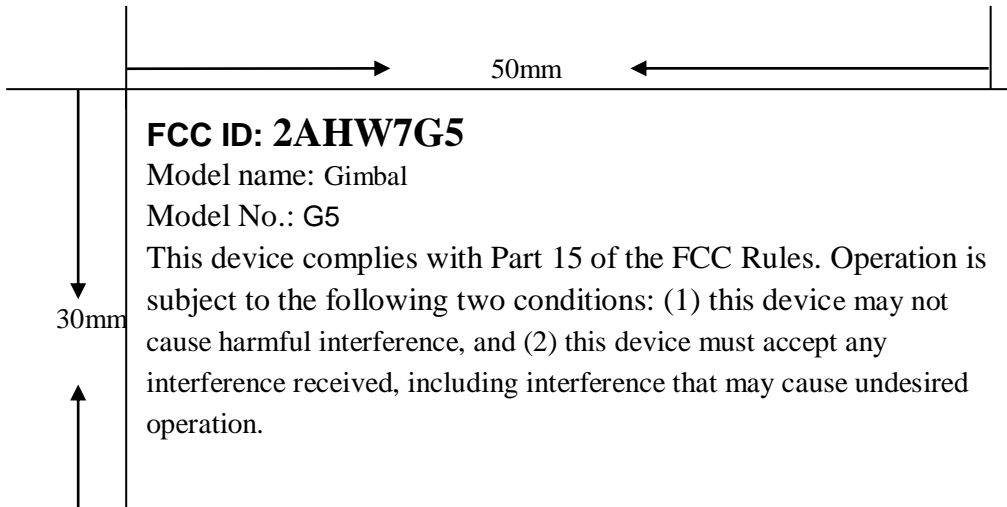 50mm
FCC ID: 2AHW7G5
Model name: Gimbal
Model No.: G5
This device complies with Part 15 of the FCC Rules. Operation is
subject to the following two conditions: (1) this device may not
30mm
cause harmful interference, and (2) this device must accept any
interference received, including interference that may cause undesired
operation.